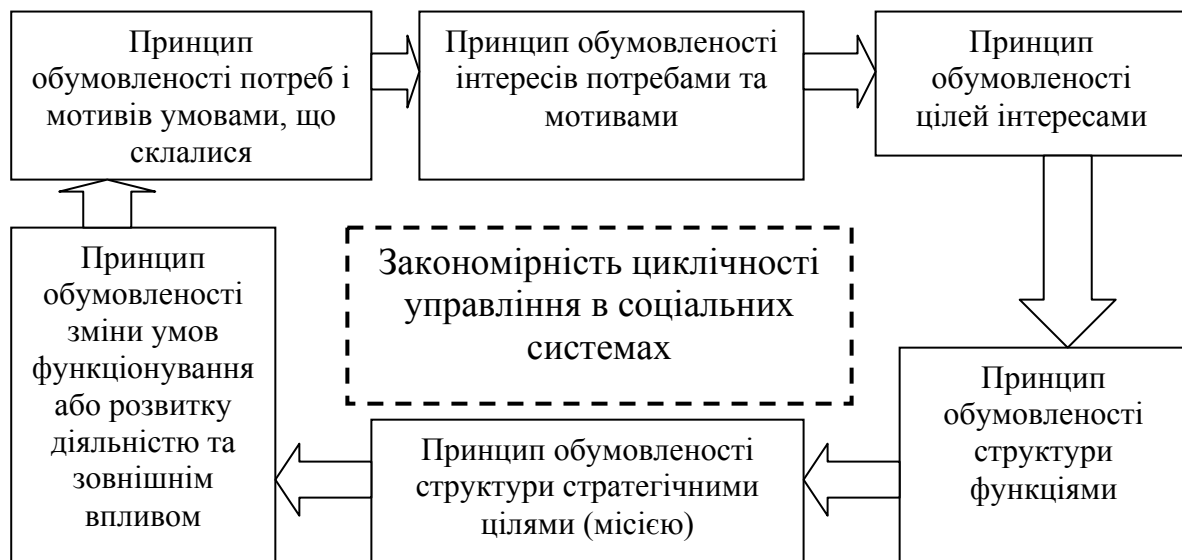 Принцип
обумовленості потреб і
мотивів умовами, що
склалися
Принцип обумовленості
інтересів потребами та
мотивами
Принцип
обумовленості
цілей інтересами
Закономірність циклічності
управління в соціальних
системах
Принцип
обумовленості
зміни умов
функціонування
або розвитку
діяльністю та
зовнішнім
впливом
Принцип обумовленості
структури стратегічними
цілями (місією)
Принцип
обумовленості
структури
функціями